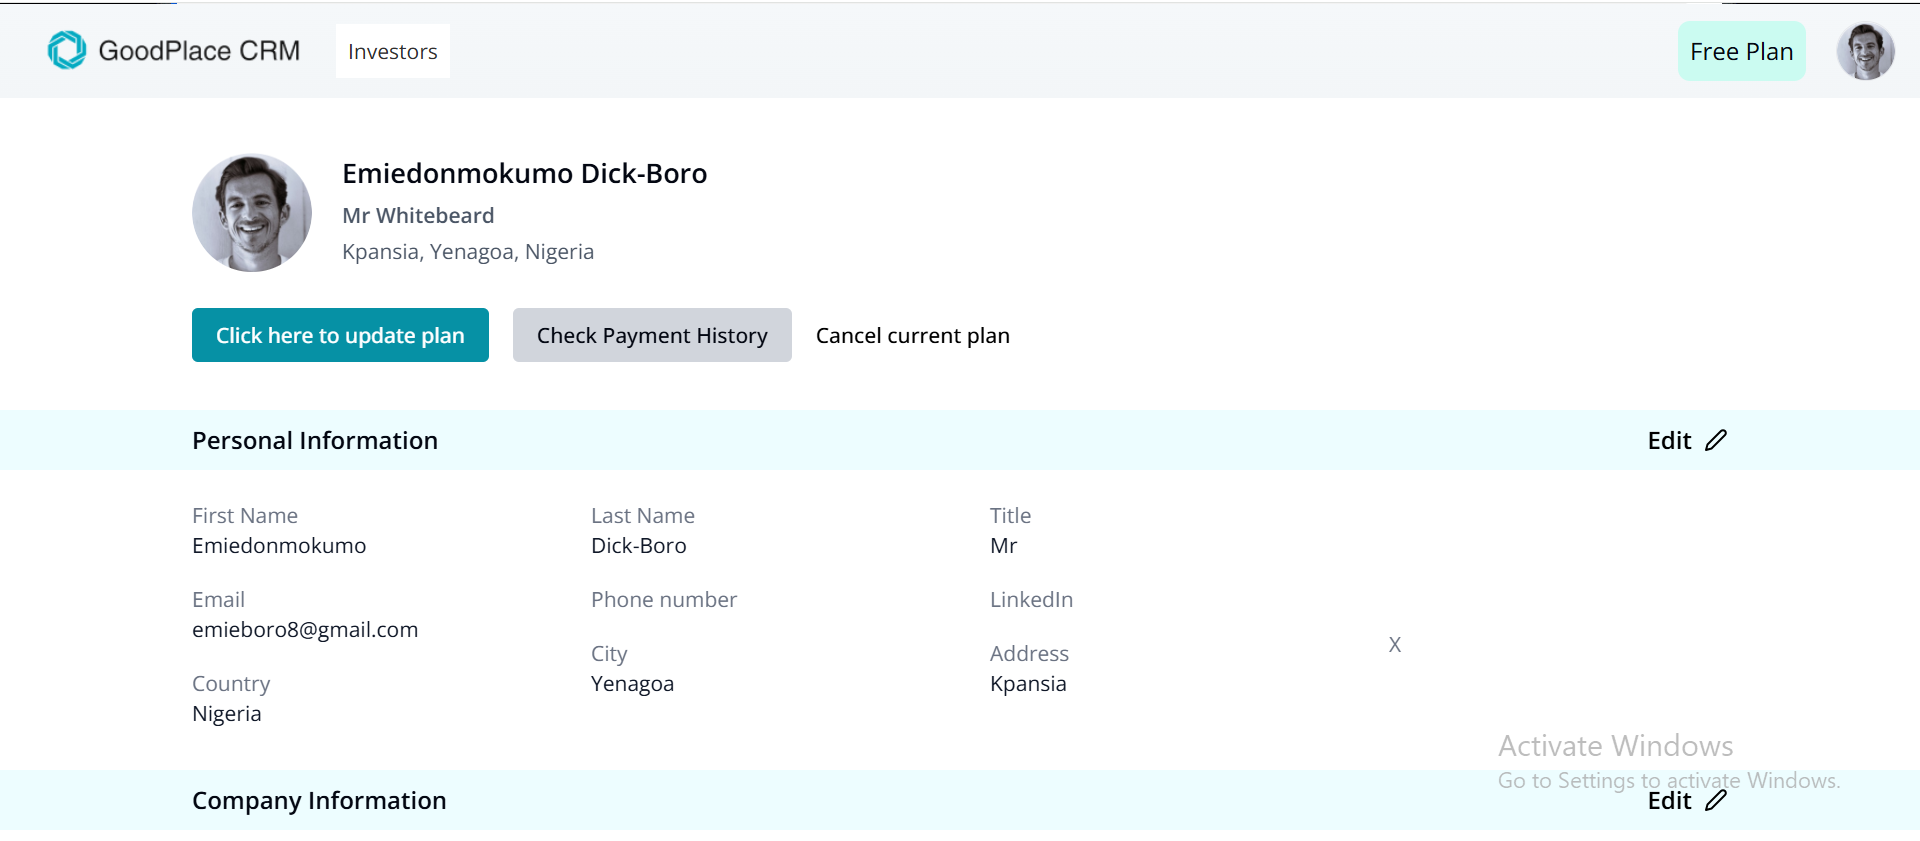 GoodPlace CRM
Investors
Free Plan
Emiedonmokumo Dick-Boro
Mr Whitebeard
Kpansia, Yenagoa, Nigeria
Click here to update plan
Check Payment History
Cancel current plan
Personal Information
Edit
First Name
Emiedonmokumo
Last Name
Dick-Boro
Title
Mr
Email
emieboro8@gmail.com
Phone number
LinkedIn
X
Country
Nigeria
City
Yenagoa
Address
Kpansia
Activate Windows
Go to Settings to activate Windows.
Company Information
Edit